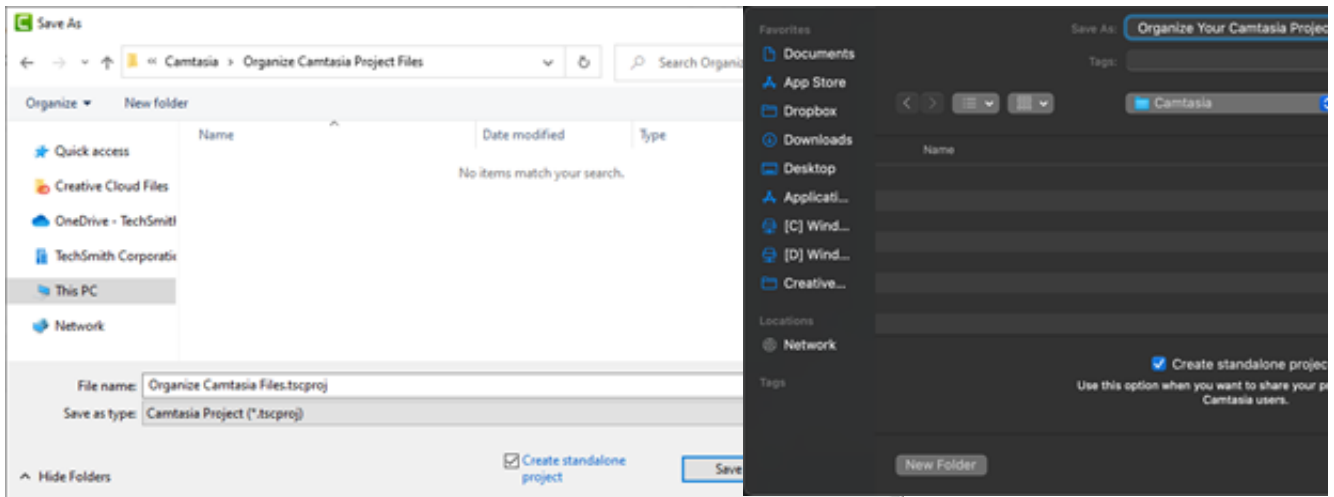 Save As
« Camtasia › Organize Camtasia Project Files
Search Organiz
Organize
New folder
Name
Date modified
Type
Quick access
No items match your search.
Creative Cloud Files
OneDrive - TechSmitl
TechSmith Corporatic
This PC
Network
File name: Organize Camtasia Files.tscproj
Save as type: Camtasia Project (*.tscproj)
Create standalone
project
Save
Hide Folders
Favorites
Save As: Organize Your Camtasia Projec
Documents
Tags:
App Store
Camtasia
Dropbox
Downloads
Name
Desktop
Applicati...
[C] Wind...
[D] Wind...
Creative...
Locations
Network
Create standalone projec
Tags
Use this option when you want to share your p
Camtasia users.
New Folder